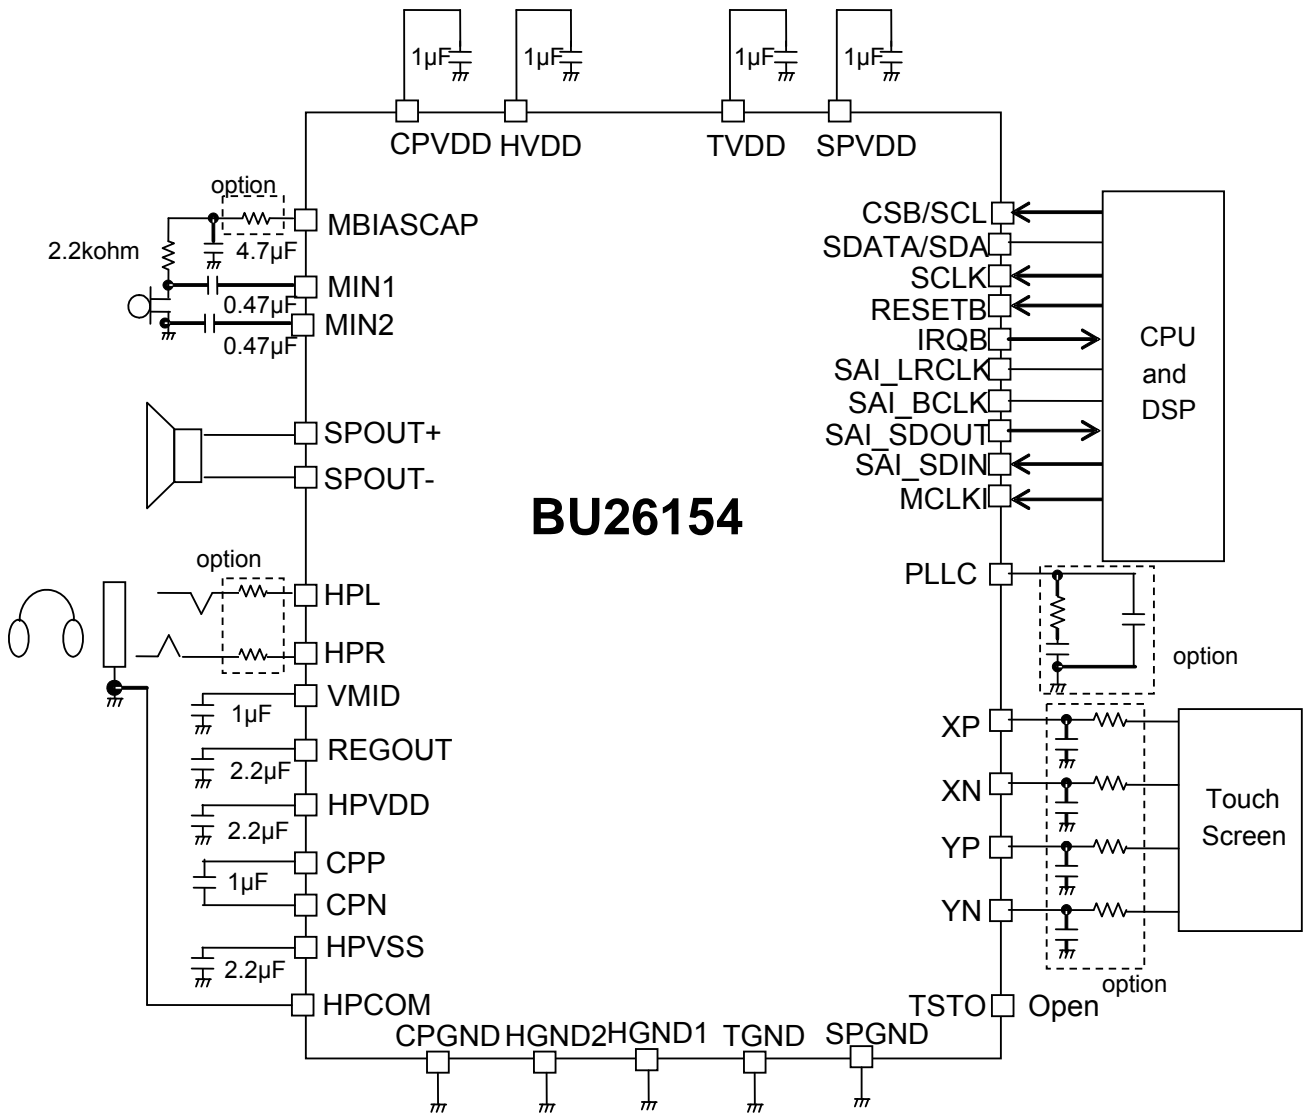 1µF
1µF
1µF
1µF
CPVDD
HVDD
TVDD
SPVDD
option
MBIASCAP
2.2kohm
4.7µF
MIN1
0.47µF
MIN2
0.47µF
SPOUT+
SPOUT-
BU26154
option
HPL
HPR
VMID
1µF
REGOUT
2.2µF
HPVDD
2.2µF
CPP
1µF
CPN
HPVSS
2.2µF
HPCOM
CSB/SCL
SDATA/SDA
SCLK
RESETB
IRQB
SAI_LRCLK
SAI_BCLK
SAI_SDOUT
SAI_SDIN
MCLKI
CPU
and
DSP
PLLC
option
XP
XN
YP
YN
Touch
Screen
option
TSTO
Open
CPGND
HGND2
HGND1
TGND
SPGND